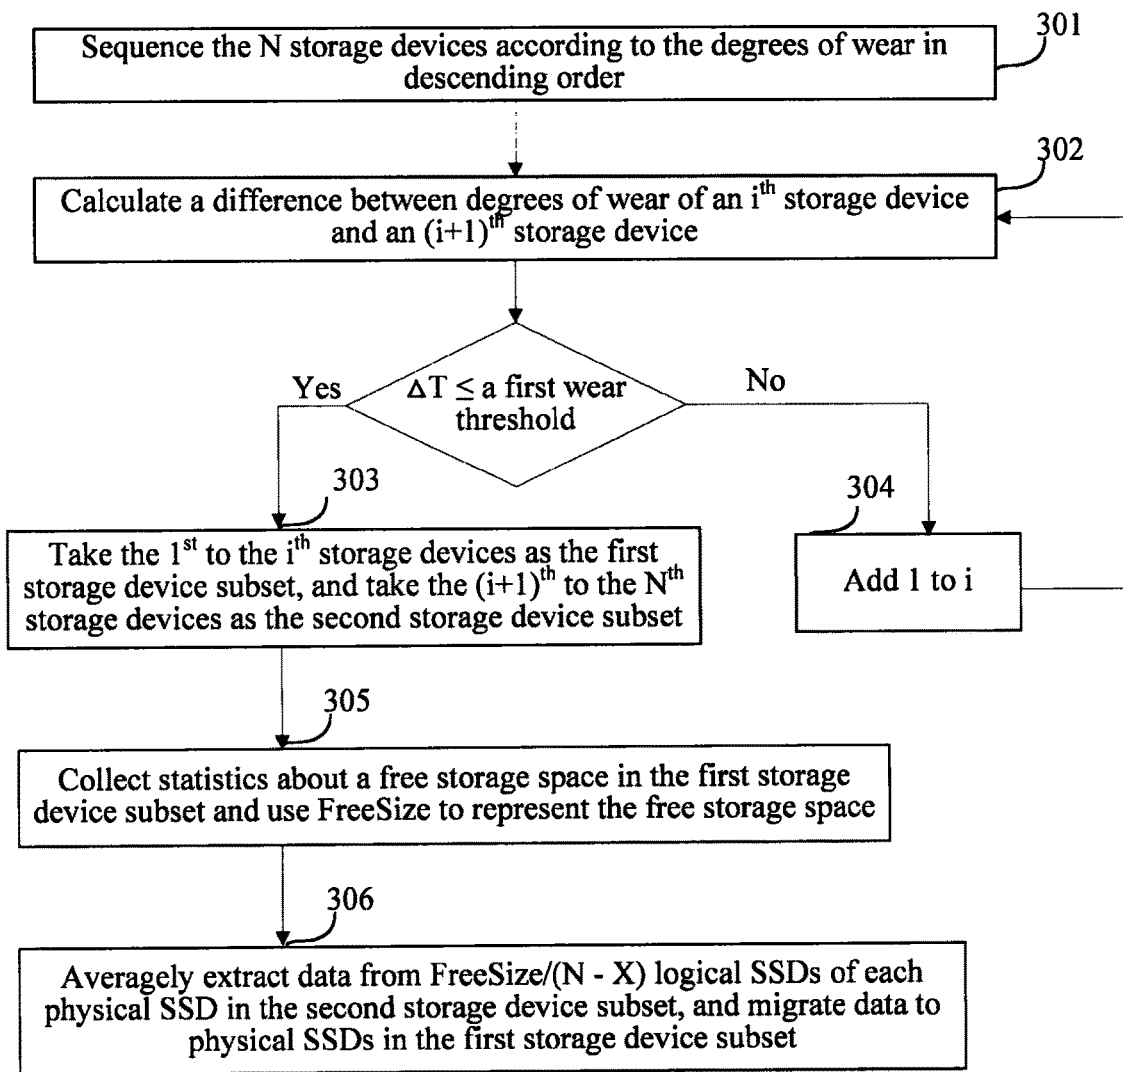 301
Sequence the N storage devices according to the degrees of wear in
descending order
302
Calculate a difference between degrees of wear of an i^th storage device
and an (i+1)^th storage device
Yes
ΔT ≤ a first wear
threshold
No
303
Take the 1^st to the i^th storage devices as the first
storage device subset, and take the (i+1)^th to the N^th
storage devices as the second storage device subset
304
Add 1 to i
305
Collect statistics about a free storage space in the first storage
device subset and use FreeSize to represent the free storage space
306
Averagely extract data from FreeSize/(N - X) logical SSDs of each
physical SSD in the second storage device subset, and migrate data to
physical SSDs in the first storage device subset